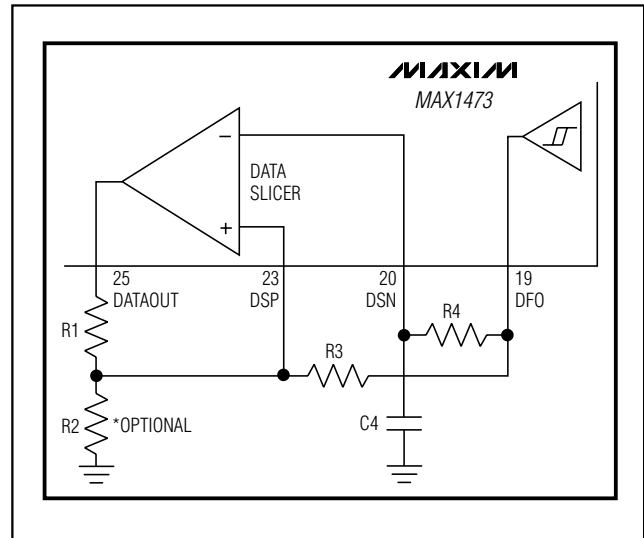 MAXIM
MAX1473
DATA
SLICER
−
+
25
DATAOUT
23
DSP
20
DSN
19
DFO
R1
R3
R4
R2
*OPTIONAL
C4